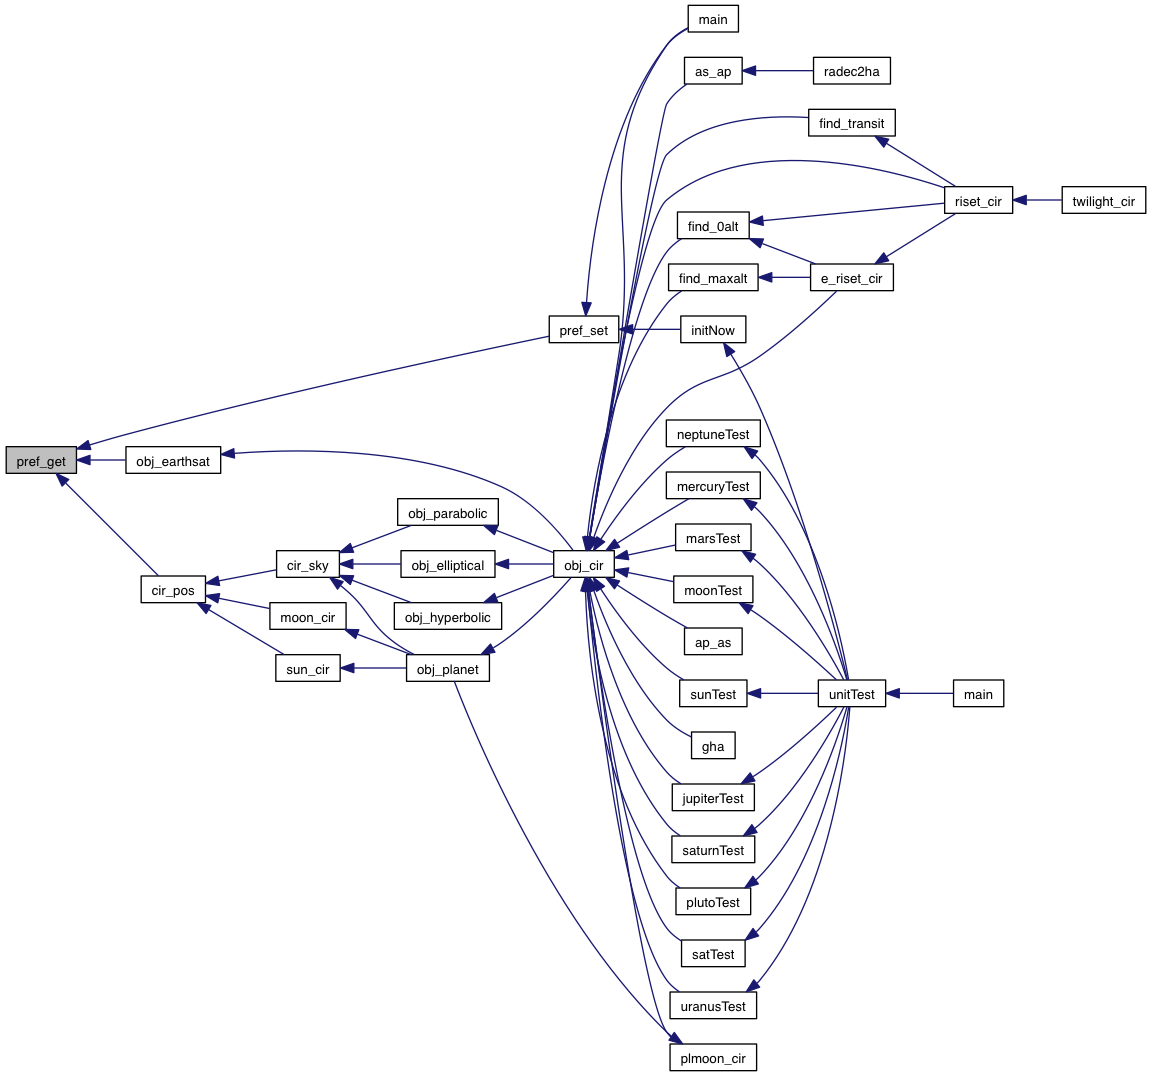 main
as_ap
radec2ha
find_transit
riset_cir
twilight_cir
find_0alt
find_maxalt
e_riset_cir
pref_set
initNow
neptuneTest
pref_get
obj_earthsat
mercuryTest
obj_parabolic
marsTest
cir_sky
obj_elliptical
obj_cir
cir_pos
moonTest
moon_cir
obj_hyperbolic
ap_as
sun_cir
obj_planet
sunTest
unitTest
main
gha
jupiterTest
saturnTest
plutoTest
satTest
uranusTest
plmoon_cir